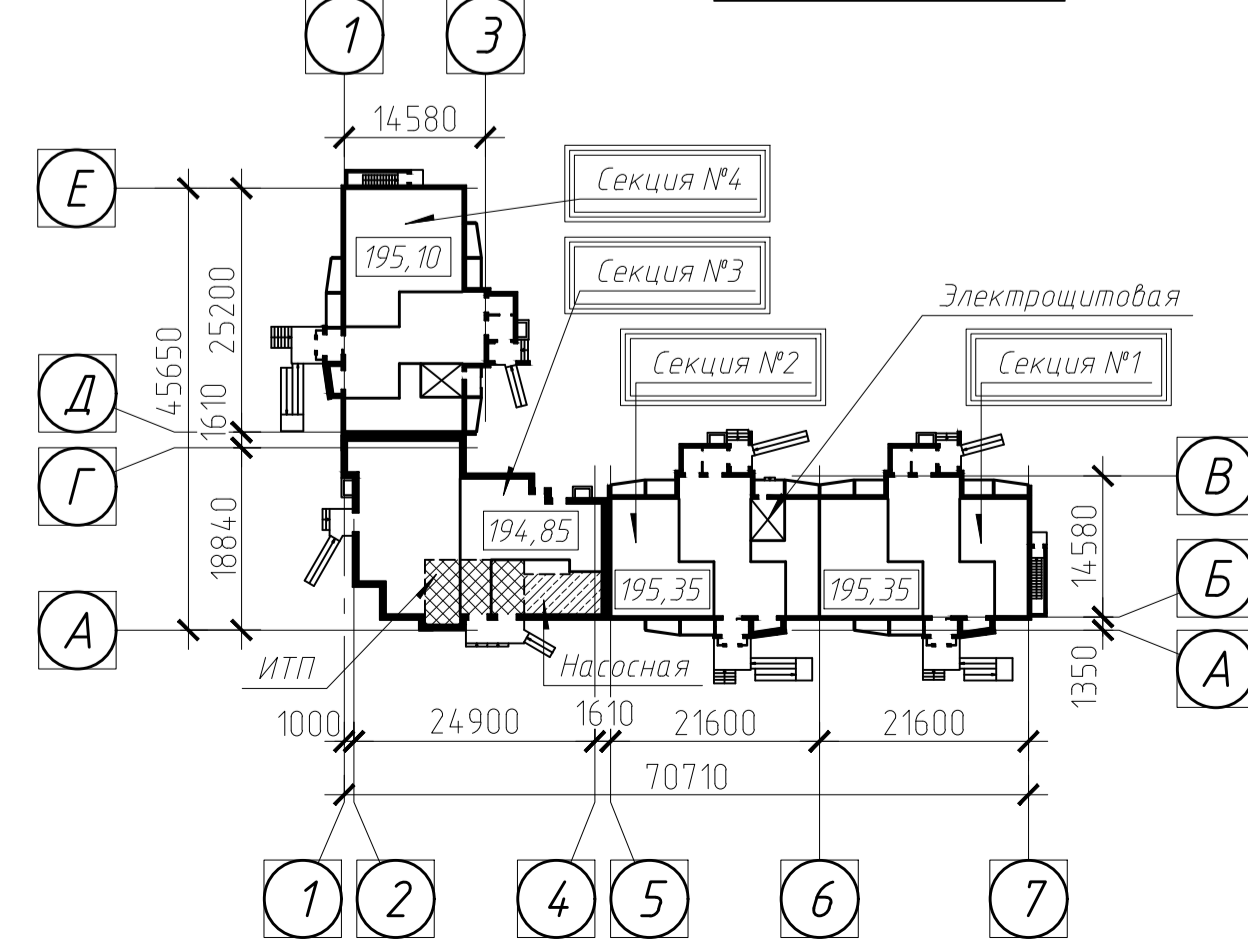 1 3
14580
Е
Секция №4
195,10
Секция №3
Электрощитовая
25200
45650
Секция №2
Секция №1
Д
1610
Г
В
194,85
18840
14580
Б
195,35
195,35
А
ИТП
Насосная
А
1350
1000
24900
1610
21600
21600
70710
1 2 4 5 6 7